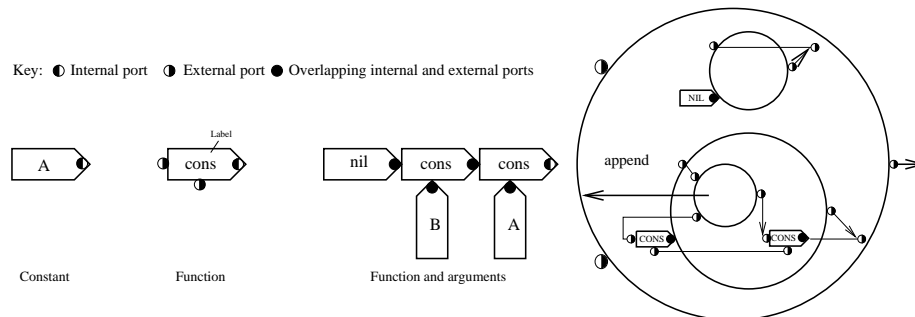 Key: Internal port External port Overlapping internal and external ports
NIL
Label
A cons nil cons cons
append
B A
CONS CONS
Constant Function Function and arguments